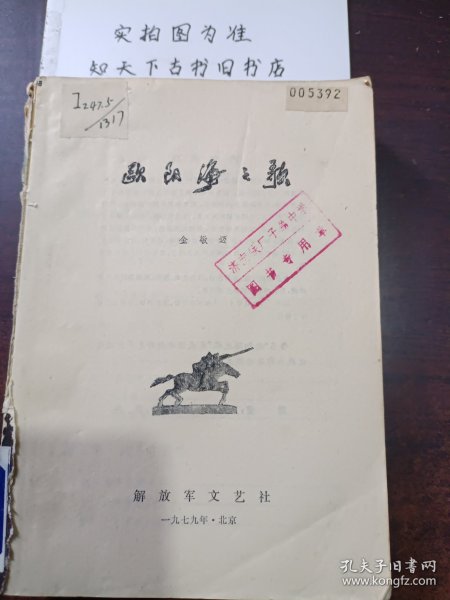 实拍图为准
知天下古书旧书店
I247.5
/1317
005392
欧阳海之歌
金敬迈
图书专用章
解放军文艺社
一九七九年·北京
孔夫子旧书网
www.kongfz.com